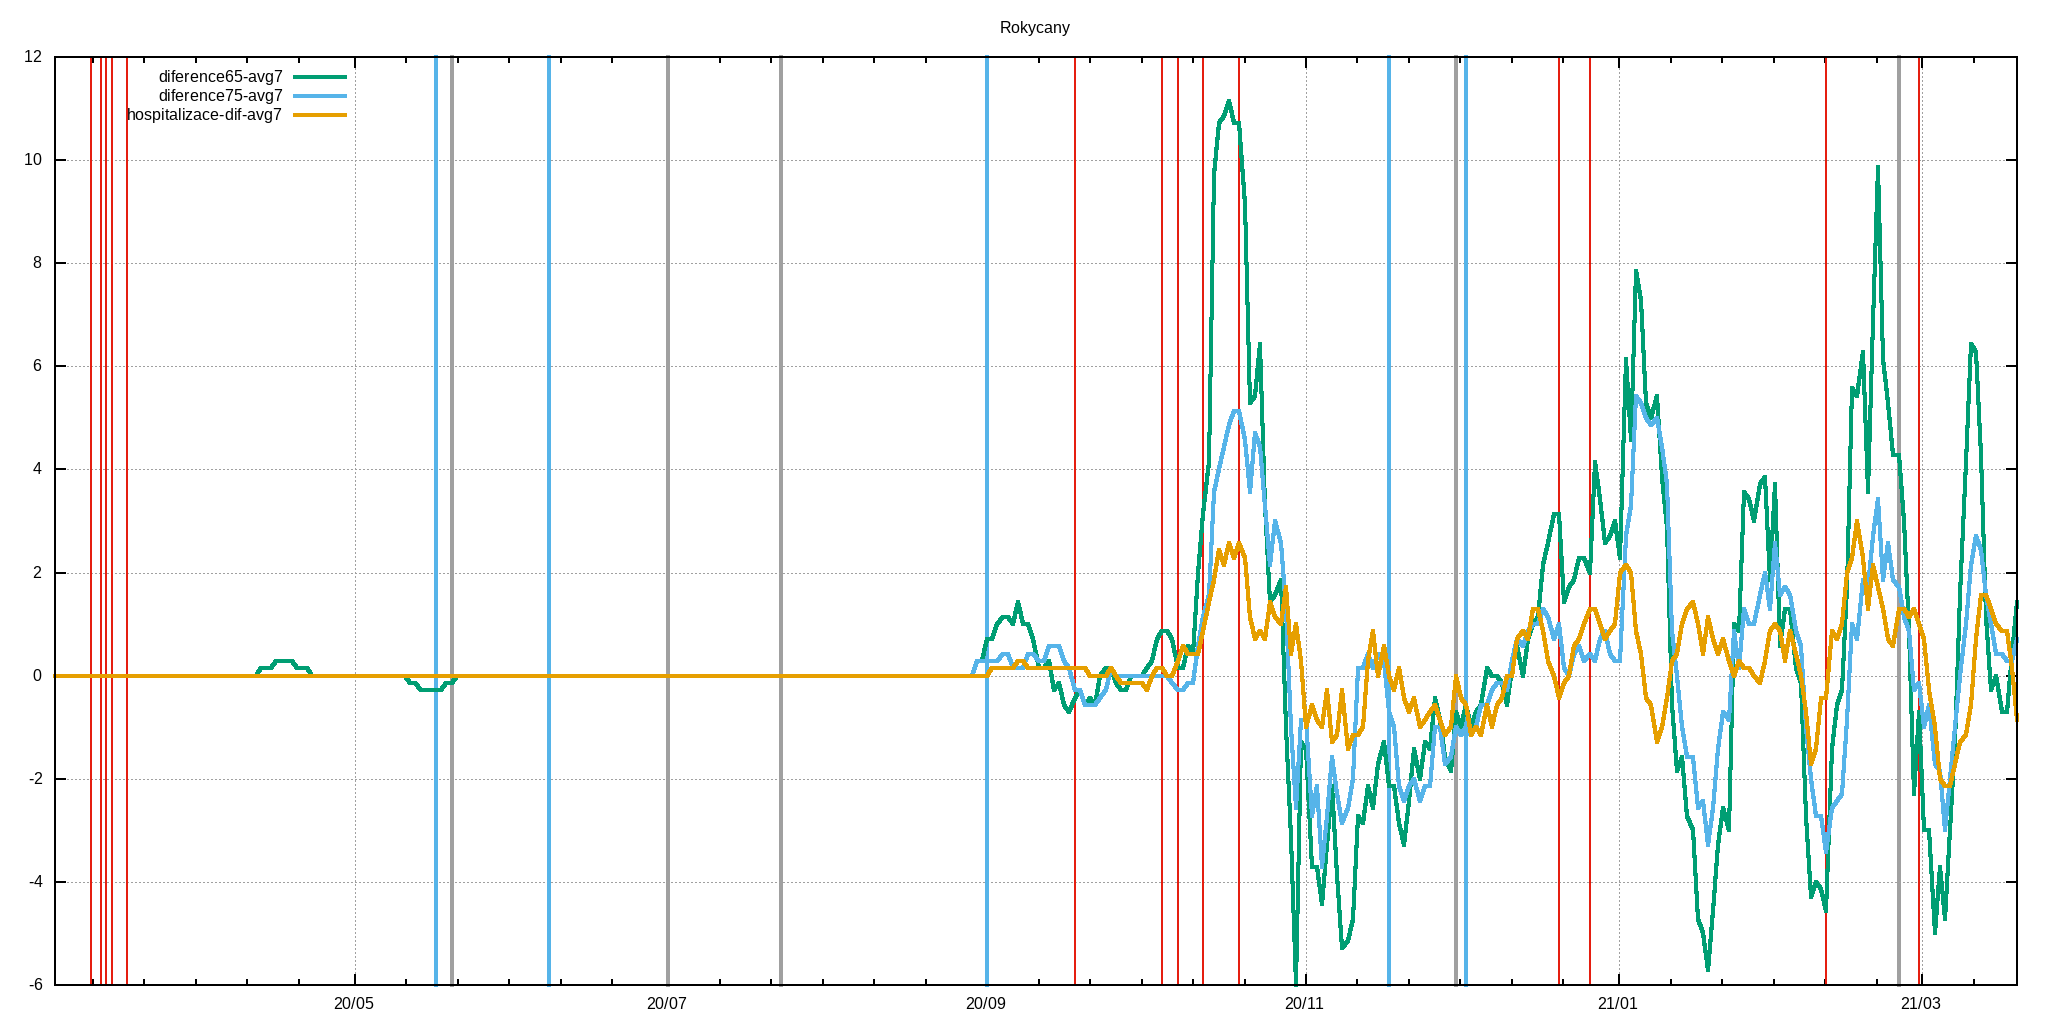 Rokycany
12
diference65-avg7
diference75-avg7
hospitalizace-dif-avg7
10
8
6
4
2
0
-2
-4
-6
20/05 20/07 20/09 20/11 21/01 21/03